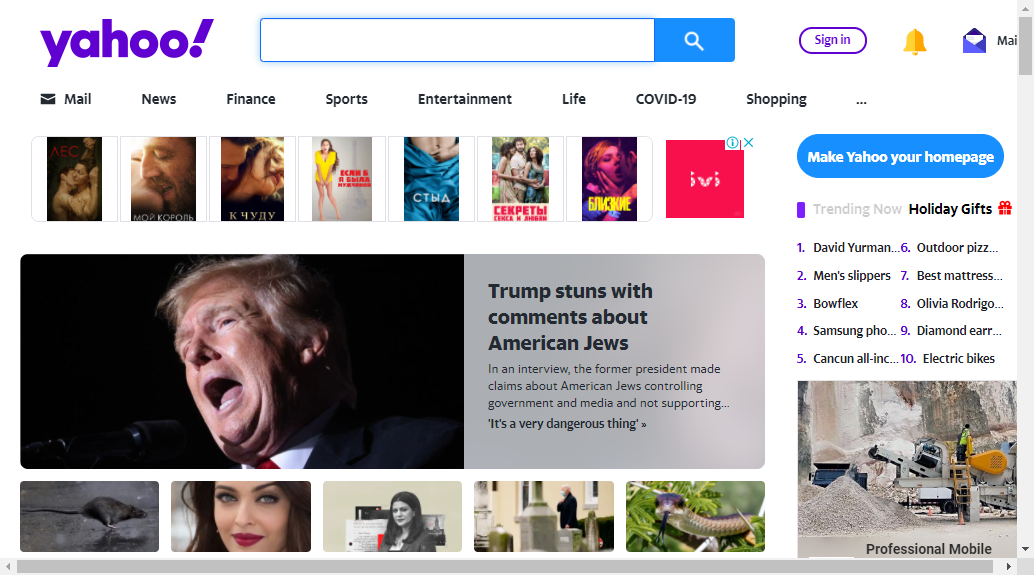 yahoo!
Sign in
Mai
Mail News Finance Sports Entertainment Life COVID-19 Shopping ...
ЛЕС
МОЙ КОРОЛЬ
К ЧУДУ
ЕСЛИ Б
Я БЫЛА
МУЖЧИНОЙ
СТЫД
СЕКРЕТЫ
СЕКСА И ЛЮБВИ
БЛИЗКИЕ
ivi
Make Yahoo your homepage
Trending Now Holiday Gifts
1. David Yurman... 6. Outdoor pizz...
2. Men's slippers 7. Best mattress...
3. Bowflex 8. Olivia Rodrigo...
4. Samsung pho... 9. Diamond earr...
5. Cancun all-inc... 10. Electric bikes
Trump stuns with
comments about
American Jews
In an interview, the former president made
claims about American Jews controlling
government and media and not supporting...
'It's a very dangerous thing' »
Professional Mobile